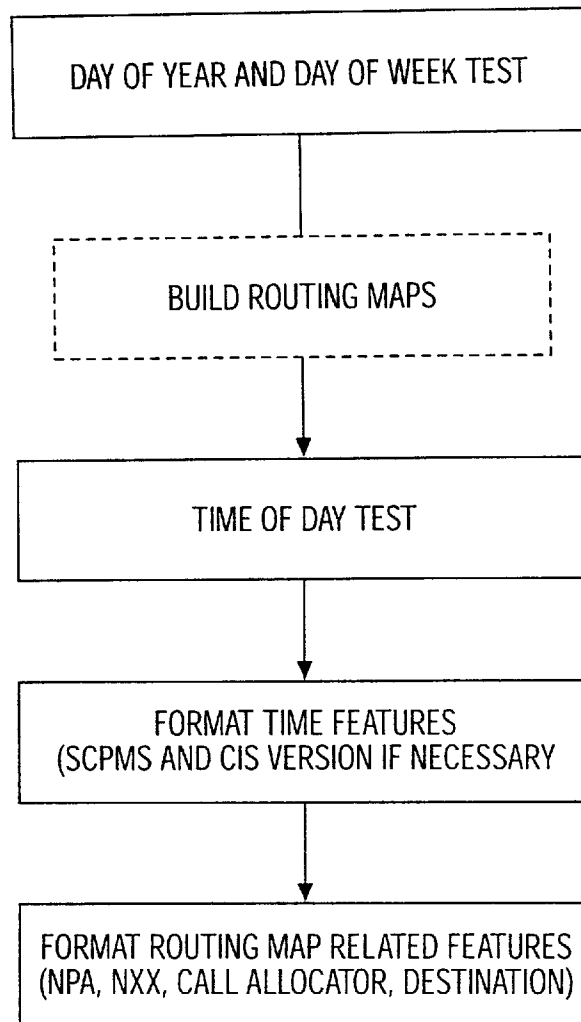 DAY OF YEAR AND DAY OF WEEK TEST
BUILD ROUTING MAPS
TIME OF DAY TEST
FORMAT TIME FEATURES
(SCPMS AND CIS VERSION IF NECESSARY
FORMAT ROUTING MAP RELATED FEATURES
(NPA, NXX, CALL ALLOCATOR, DESTINATION)